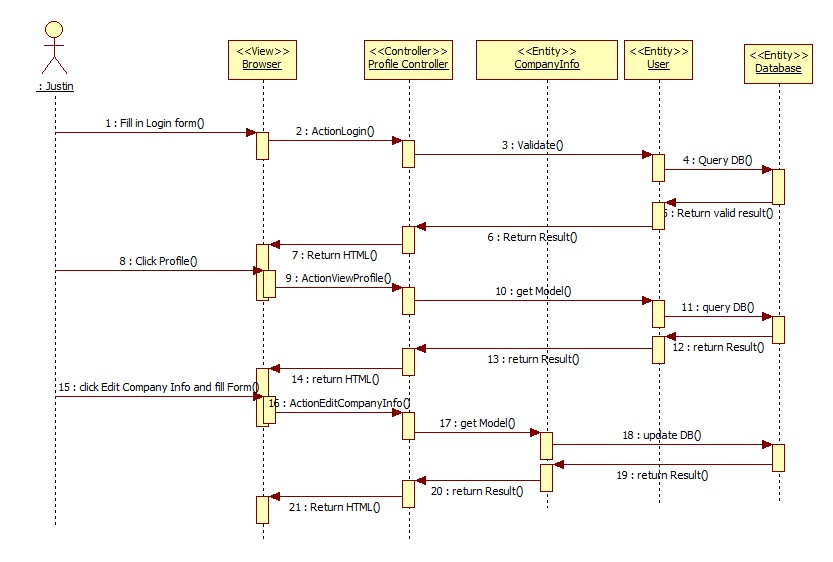 <<View>>
Browser
<<Controller>>
Profile Controller
<<Entity>>
CompanyInfo
<<Entity>>
User
<<Entity>>
Database
: Justin
1 : Fill in Login form()
2 : ActionLogin()
3 : Validate()
4 : Query DB()
5 : Return valid result()
6 : Return Result()
7 : Return HTML()
8 : Click Profile()
9 : ActionViewProfile()
10 : get Model()
11 : query DB()
12 : return Result()
13 : return Result()
14 : return HTML()
15 : click Edit Company Info and fill Form()
16 : ActionEditCompanyInfo()
17 : get Model()
18 : update DB()
19 : return Result()
20 : return Result()
21 : Return HTML()